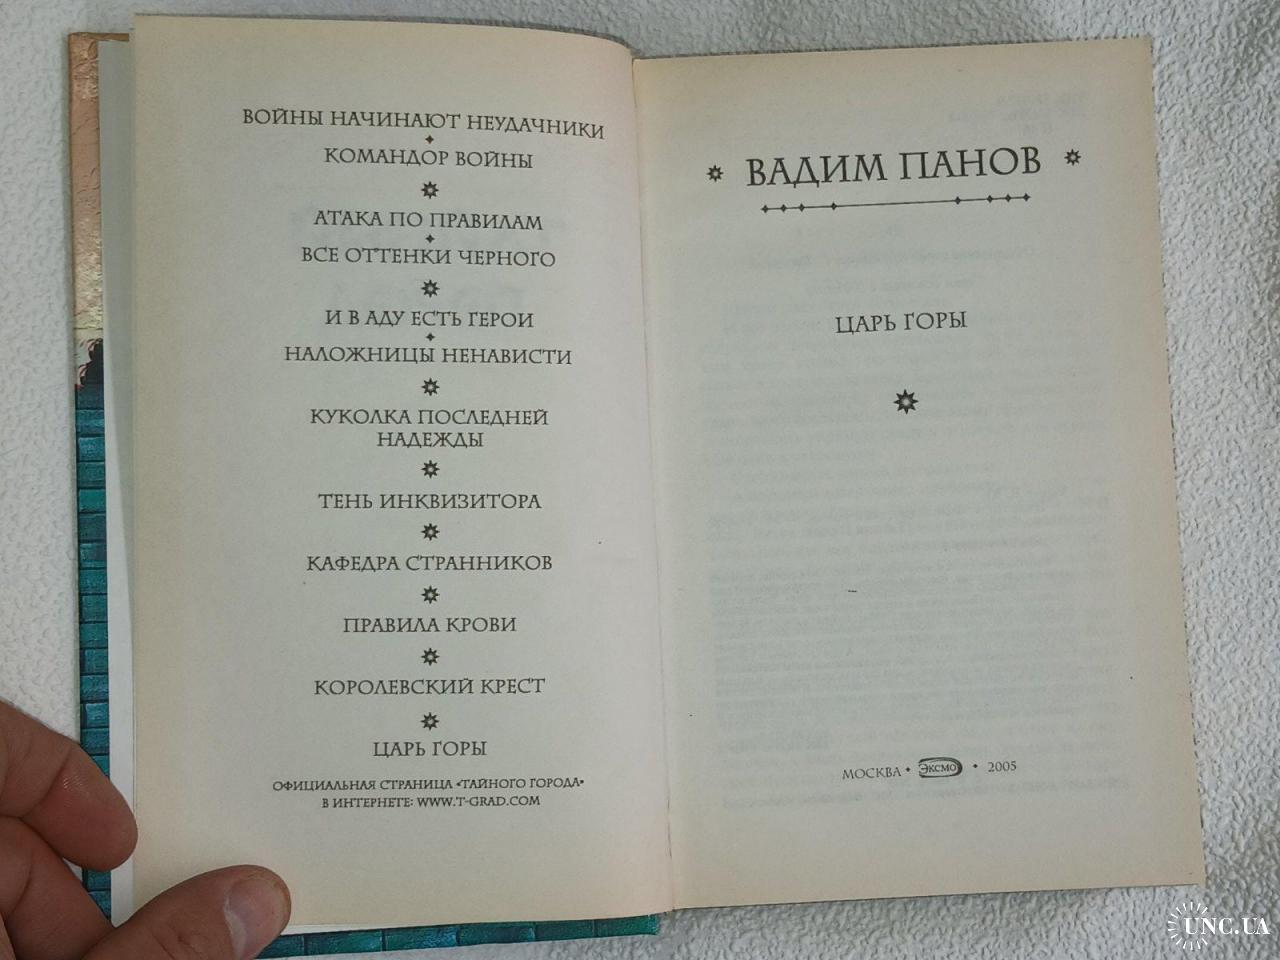 ВОЙНЫ НАЧИНАЮТ НЕУДАЧНИКИ
КОМАНДОР ВОЙНЫ
АТАКА ПО ПРАВИЛАМ
ВСЕ ОТТЕНКИ ЧЕРНОГО
И В АДУ ЕСТЬ ГЕРОИ
НАЛОЖНИЦЫ НЕНАВИСТИ
КУКОЛКА ПОСЛЕДНЕЙ
НАДЕЖДЫ
ТЕНЬ ИНКВИЗИТОРА
КАФЕДРА СТРАННИКОВ
ПРАВИЛА КРОВИ
КОРОЛЕВСКИЙ КРЕСТ
ЦАРЬ ГОРЫ
ОФИЦИАЛЬНАЯ СТРАНИЦА «ТАЙНОГО ГОРОДА»
В ИНТЕРНЕТЕ: WWW.T-GRAD.COM
ВАДИМ ПАНОВ
ЦАРЬ ГОРЫ
МОСКВА • ЭКСМО • 2005
UNC.UA